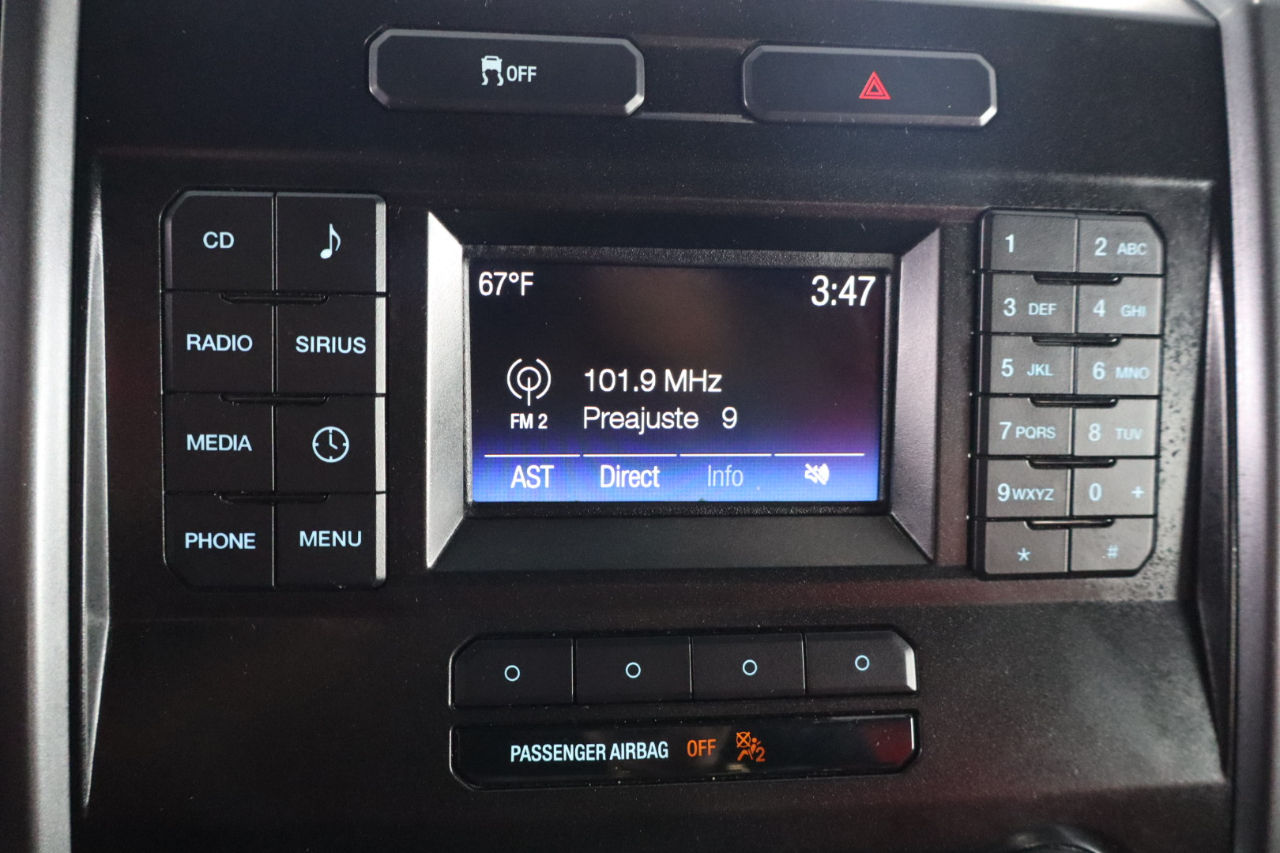 OFF
CD
RADIO SIRIUS
MEDIA
PHONE MENU
67°F 3:47
101.9 MHz
FM 2 Preajuste 9
AST Direct Info
1 2 ABC
3 DEF 4 GHI
5 JKL 6 MNO
7 PQRS 8 TUV
9 WXYZ 0 +
* #
PASSENGER AIRBAG OFF 2